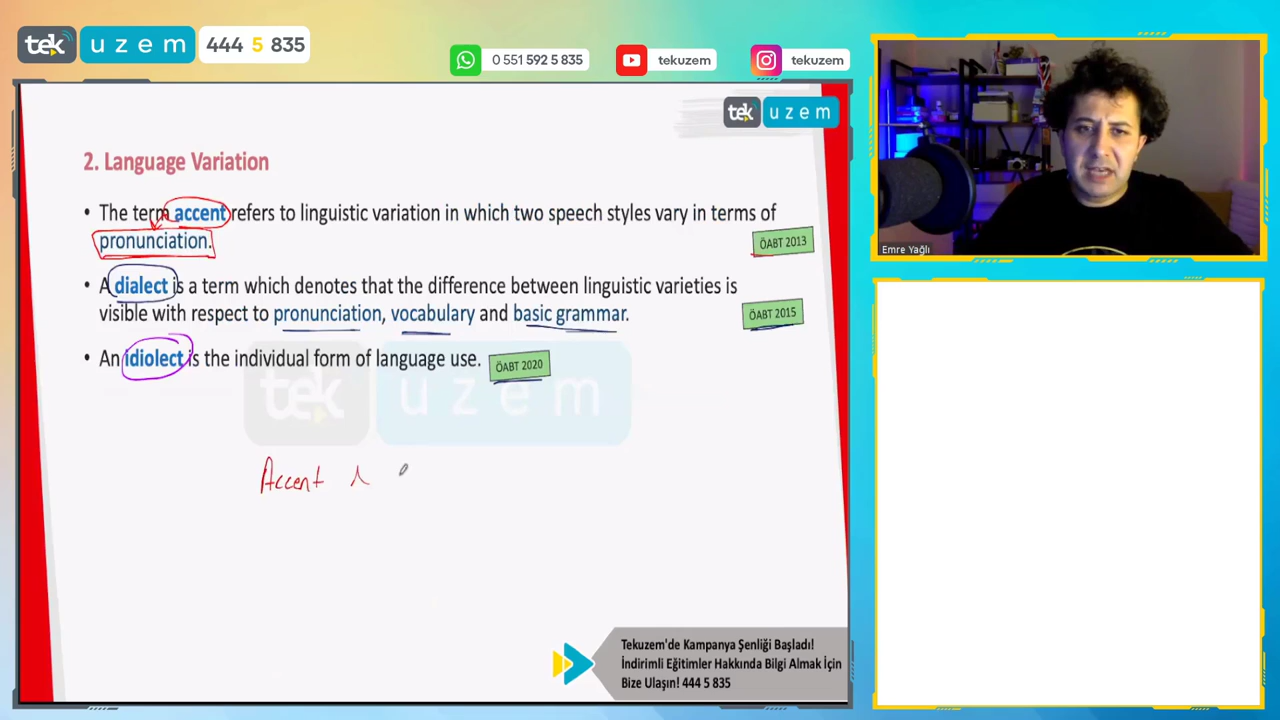 tek uzem 444 5 835
0 551 592 5 835 tekuzem tekuzem
tek uzem
2. Language Variation
• The term accent refers to linguistic variation in which two speech styles vary in terms of
pronunciation.
ÖABT 2013
• A dialect is a term which denotes that the difference between linguistic varieties is
visible with respect to pronunciation, vocabulary and basic grammar.
ÖABT 2015
• An idiolect is the individual form of language use.
ÖABT 2020
tek uzem
Accent
Emre Yağlı
Tekuzem'de Kampanya Şenliği Başladı!
İndirimli Eğitimler Hakkında Bilgi Almak İçin
Bize Ulaşın! 444 5 835